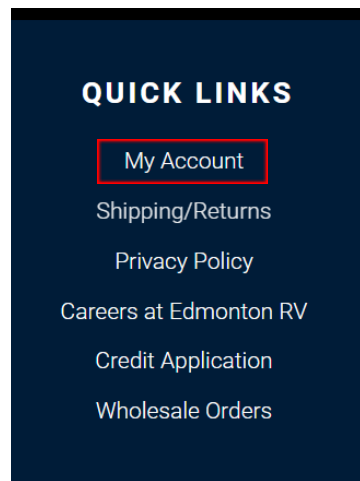 QUICK LINKS
My Account
Shipping/Returns
Privacy Policy
Careers at Edmonton RV
Credit Application
Wholesale Orders